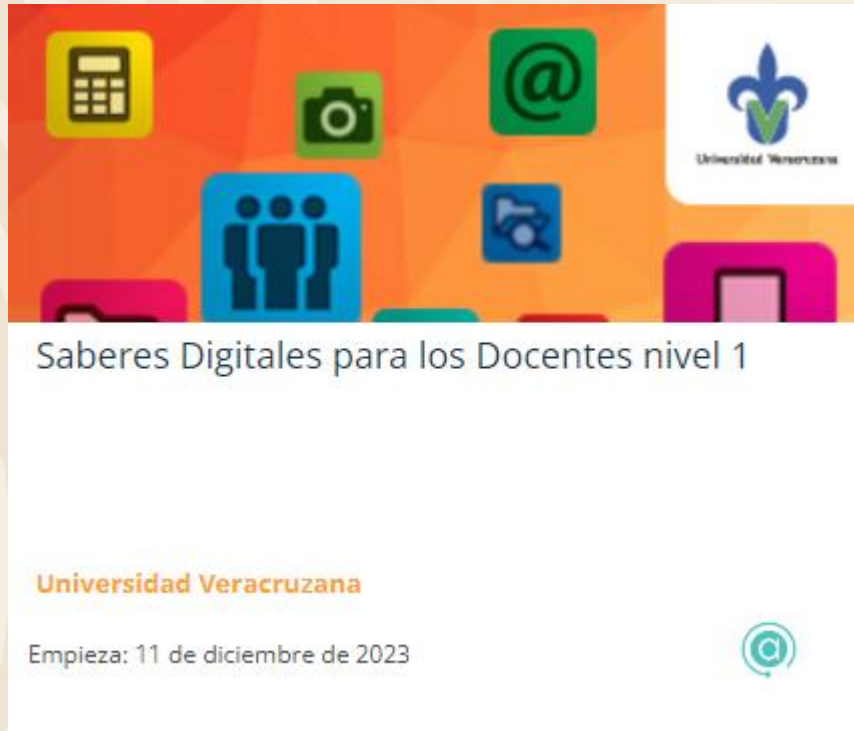 @
Universidad Veracruzana
Saberes Digitales para los Docentes nivel 1
Universidad Veracruzana
Empieza: 11 de diciembre de 2023